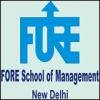 FORE
FORE School of Management
New Delhi